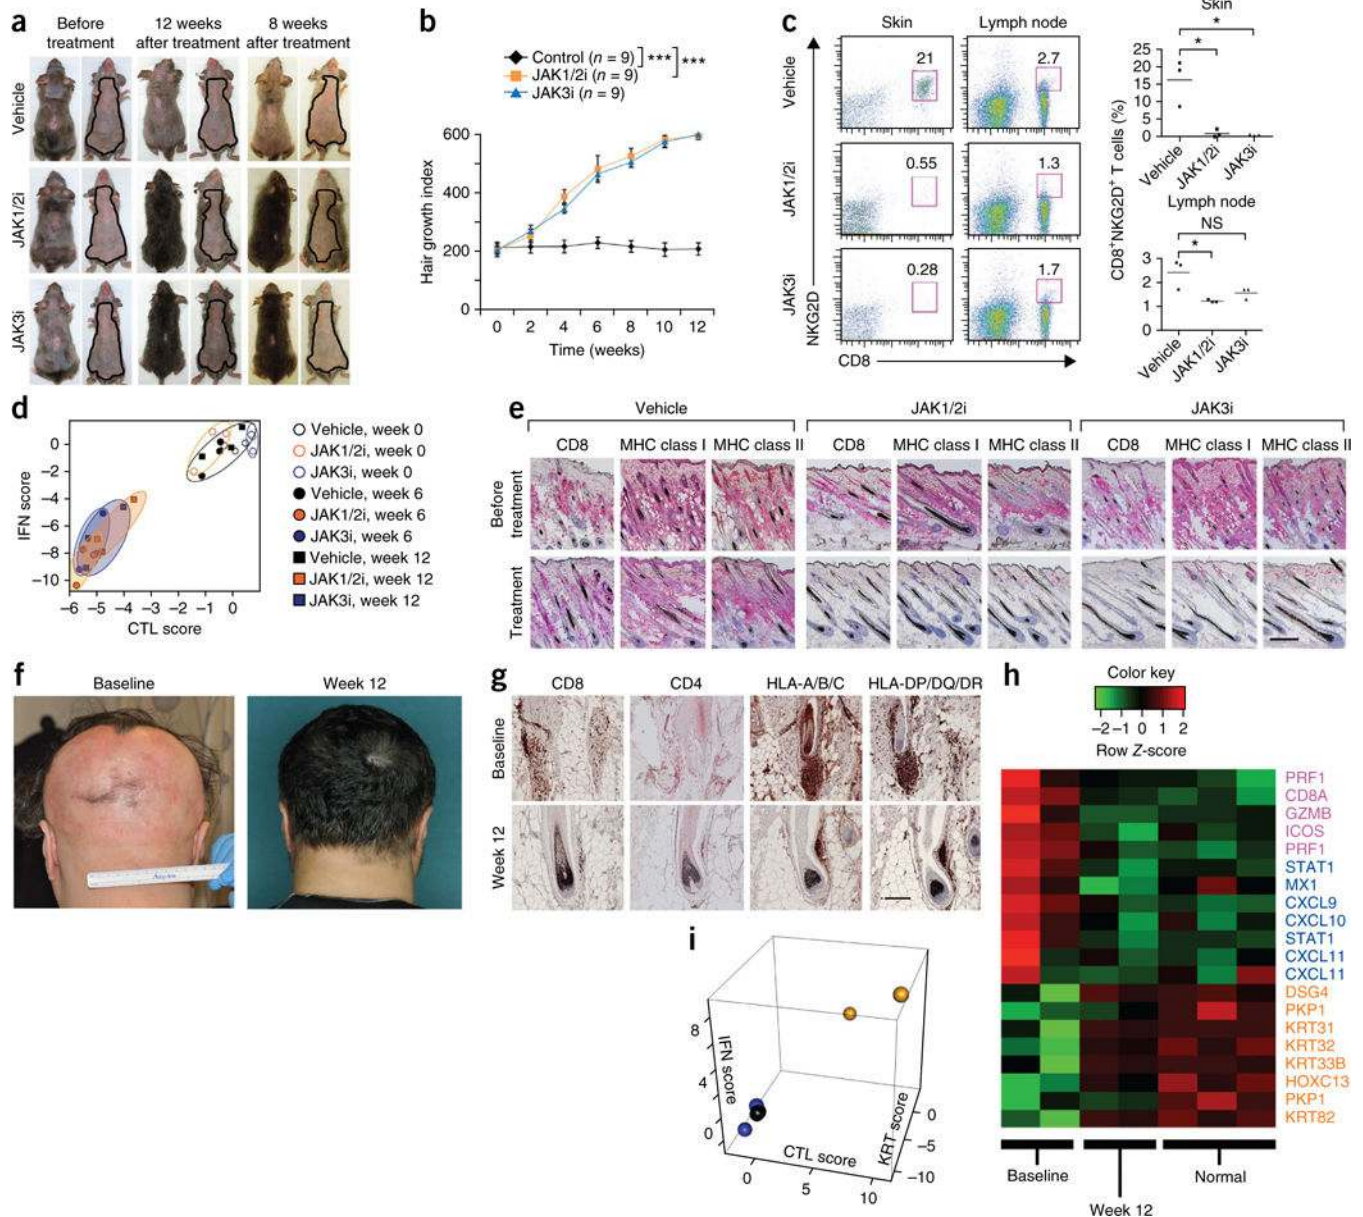 a
Before treatment
12 weeks after treatment
8 weeks after treatment
Vehicle
JAK1/2i
JAK3i
b
Control (n = 9)
JAK1/2i (n = 9)
JAK3i (n = 9)
*** ***
Hair growth index
600
400
200
0
0 2 4 6 8 10 12
Time (weeks)
c
Skin
Lymph node
Vehicle
21
2.7
JAK1/2i
0.55
1.3
JAK3i
0.28
1.7
NKG2D
CD8
Skin
*
*
25
20
15
10
5
0
Vehicle
JAK1/2i
JAK3i
CD8+NKG2D+ T cells (%)
Lymph node
NS
*
3
2
1
0
Vehicle
JAK1/2i
JAK3i
d
IFN score
0
−2
−4
−6
−8
−10
−6 −5 −4 −3 −2 −1 0
CTL score
Vehicle, week 0
JAK1/2i, week 0
JAK3i, week 0
Vehicle, week 6
JAK1/2i, week 6
JAK3i, week 6
Vehicle, week 12
JAK1/2i, week 12
JAK3i, week 12
e
Vehicle
JAK1/2i
JAK3i
CD8 MHC class I MHC class II
CD8 MHC class I MHC class II
CD8 MHC class I MHC class II
Before treatment
Treatment
f
Baseline
Week 12
g
CD8
CD4
HLA-A/B/C
HLA-DP/DQ/DR
Baseline
Week 12
h
Color key
−2 −1 0 1 2
Row Z-score
PRF1
CD8A
GZMB
ICOS
PRF1
STAT1
MX1
CXCL9
CXCL10
STAT1
CXCL11
CXCL11
DSG4
PKP1
KRT31
KRT32
KRT33B
HOXC13
PKP1
KRT82
Baseline
Week 12
Normal
i
IFN score
8
4
0
CTL score
0
5
10
KRT score
0
−5
−10